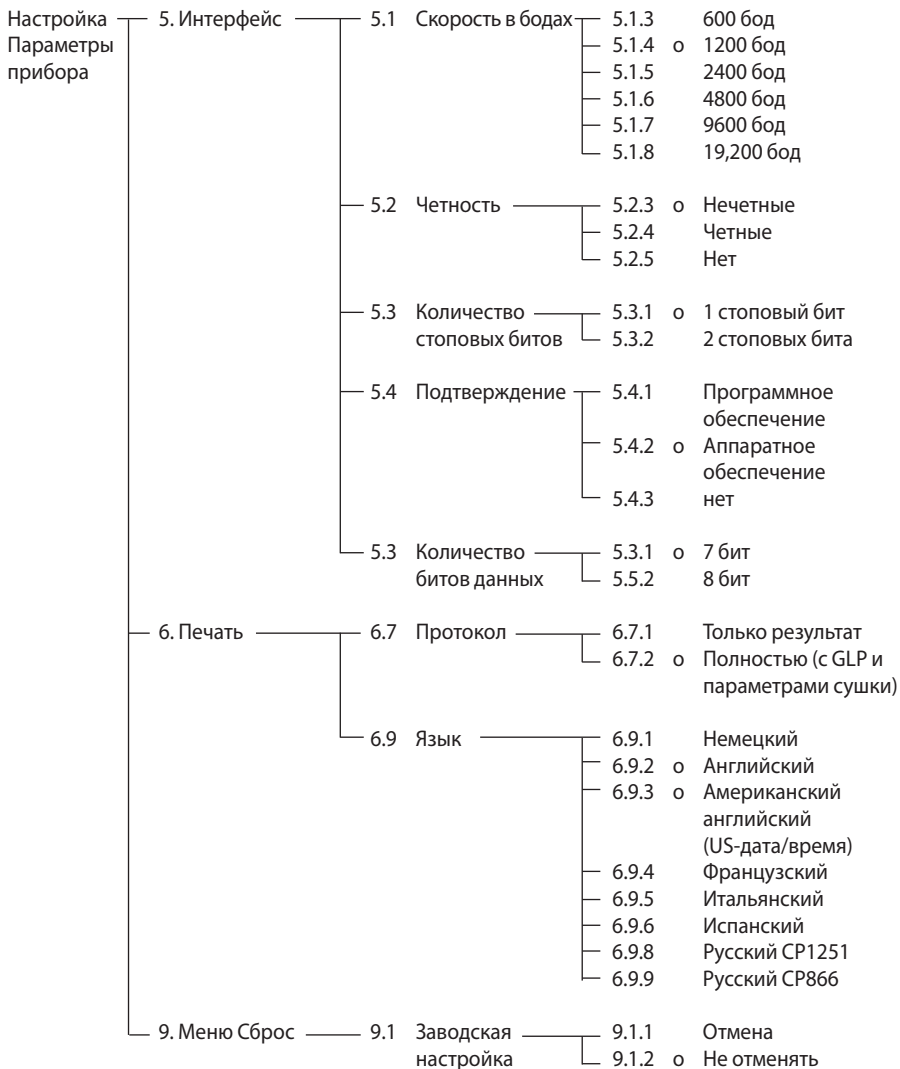 Настройка 5. Интерфейс 5.1 Скорость в бодах 5.1.3 600 бод
Параметры 5.1.4 o 1200 бод
прибора 5.1.5 2400 бод
5.1.6 4800 бод
5.1.7 9600 бод
5.1.8 19,200 бод
5.2 Четность 5.2.3 o Нечетные
5.2.4 Четные
5.2.5 Нет
5.3 Количество 5.3.1 o 1 стоповый бит
стоповых битов 5.3.2 2 стоповых бита
5.4 Подтверждение 5.4.1 Программное
обеспечение
5.4.2 o Аппаратное
обеспечение
5.4.3 нет
5.3 Количество 5.3.1 o 7 бит
битов данных 5.5.2 8 бит
6. Печать 6.7 Протокол 6.7.1 Только результат
6.7.2 o Полностью (с GLP и
параметрами сушки)
6.9 Язык 6.9.1 Немецкий
6.9.2 o Английский
6.9.3 o Американский
английский
(US-дата/время)
6.9.4 Французский
6.9.5 Итальянский
6.9.6 Испанский
6.9.8 Русский CP1251
6.9.9 Русский CP866
9. Меню Сброс 9.1 Заводская 9.1.1 Отмена
настройка 9.1.2 o Не отменять